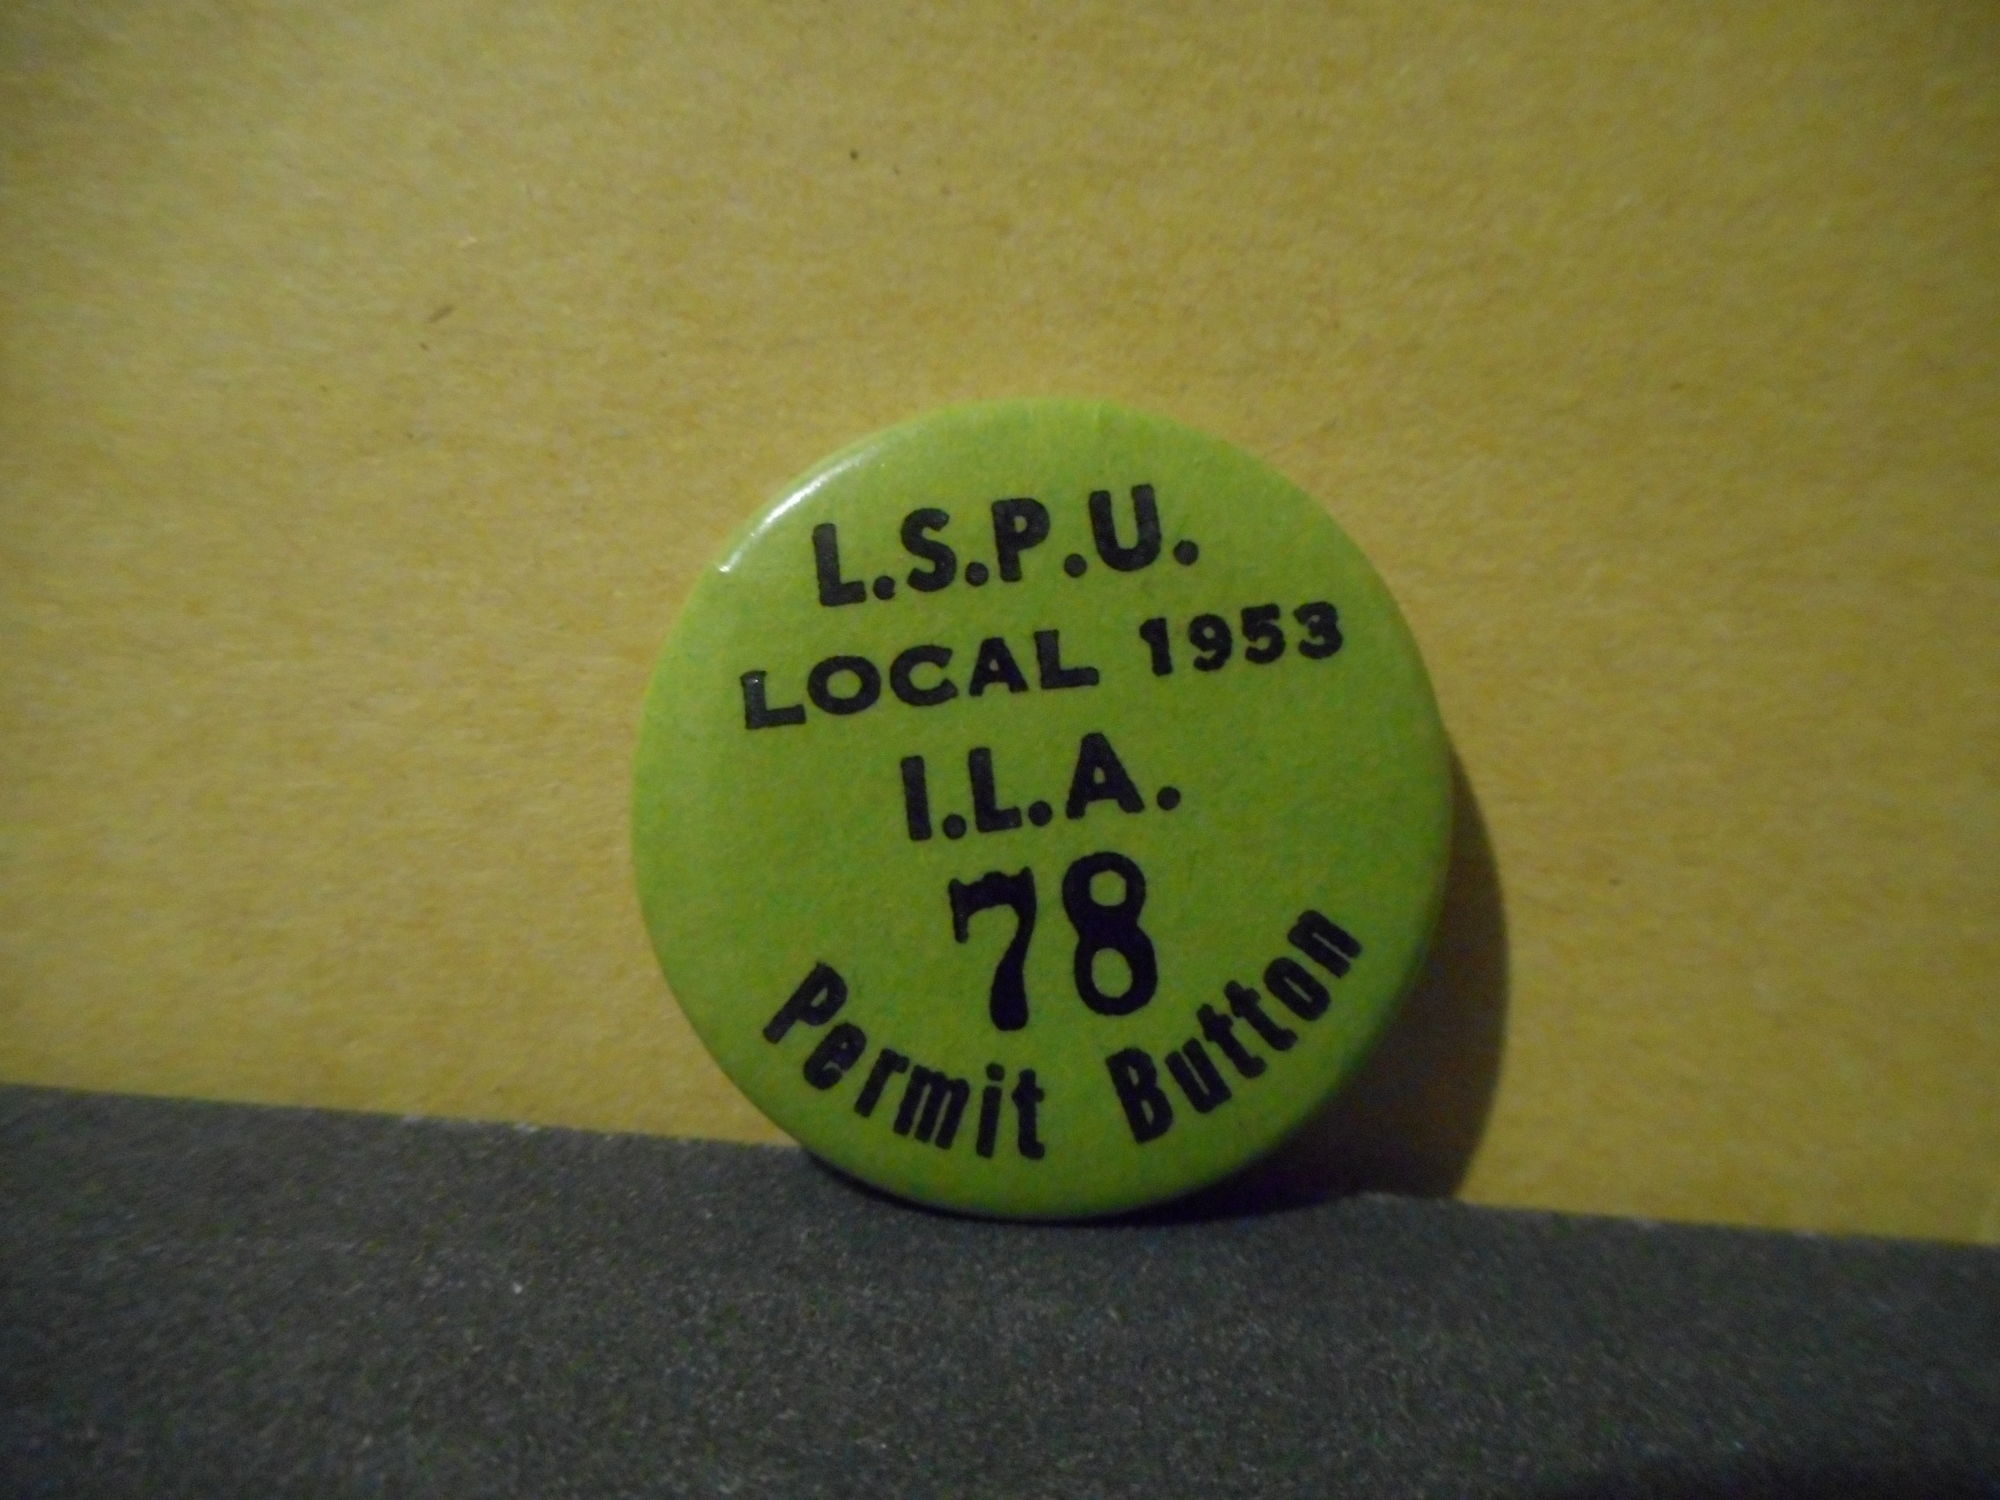 L.S.P.U.
LOCAL 1953
I.L.A.
78
Permit Button